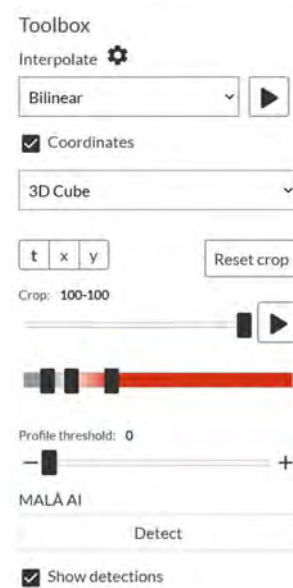 Toolbox
Interpolate
Bilinear
Coordinates
3D Cube
t x y
Reset crop
Crop: 100-100
Profile threshold: 0
− +
MALÅ AI
Detect
Show detections